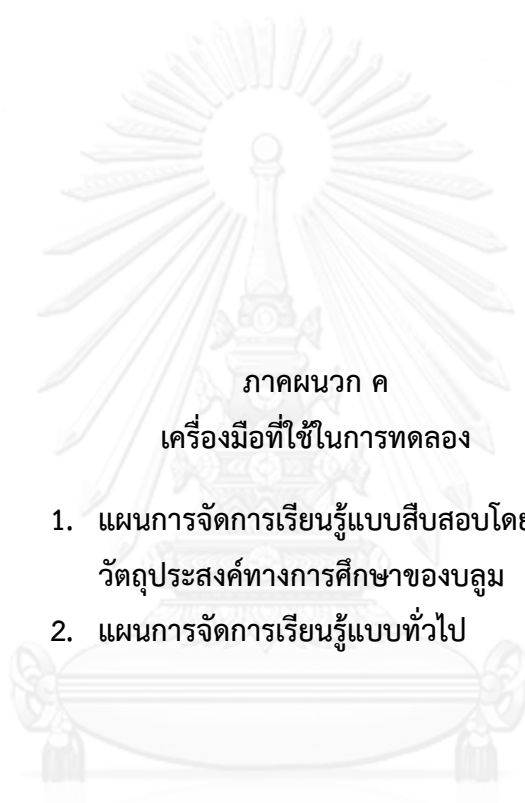 ภาคผนวก ค
เครื่องมือที่ใช้ในการทดลอง
1. แผนการจัดการเรียนรู้แบบสืบสอบโดย
วัตถุประสงค์ทางการศึกษาของบลูม
2. แผนการจัดการเรียนรู้แบบทั่วไป